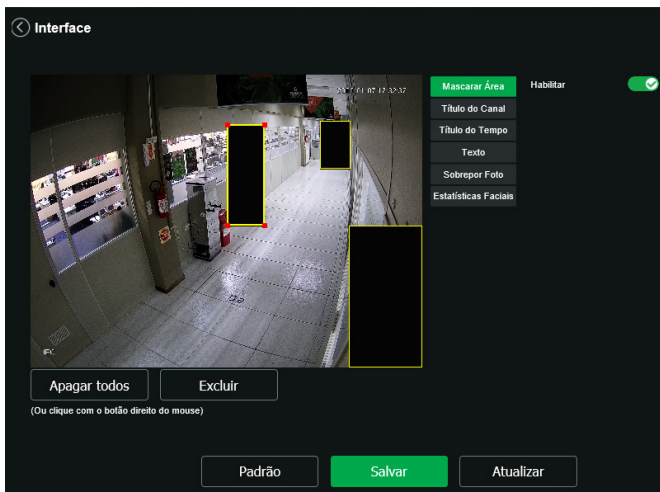 Interface
Mascarar Área
Habilitar
Título do Canal
Título do Tempo
Texto
Sobrepor Foto
Estatísticas Faciais
Apagar todos
Excluir
(Ou clique com o botão direito do mouse)
Padrão
Salvar
Atualizar